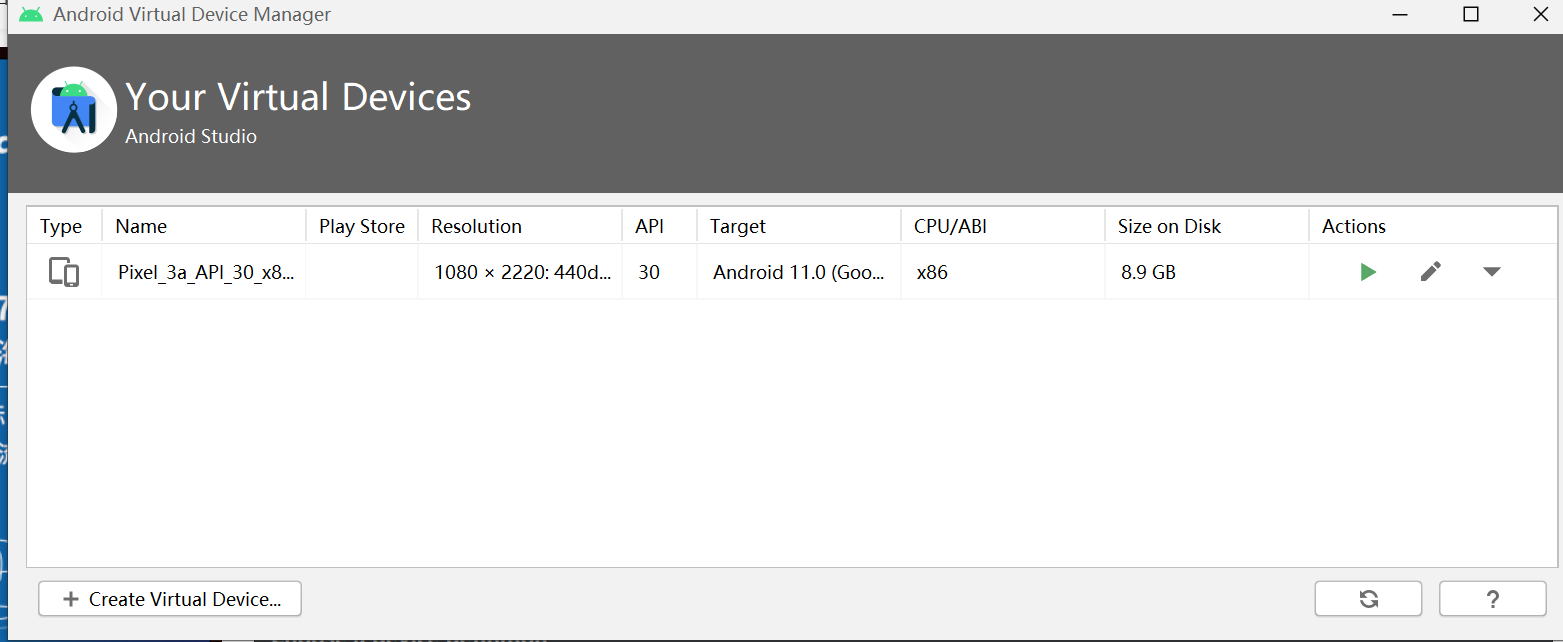 Android Virtual Device Manager
Your Virtual Devices
Android Studio
Type Name Play Store Resolution API Target CPU/ABI Size on Disk Actions
Pixel_3a_API_30_x8... 1080 × 2220: 440d... 30 Android 11.0 (Goo... x86 8.9 GB
+ Create Virtual Device...
?